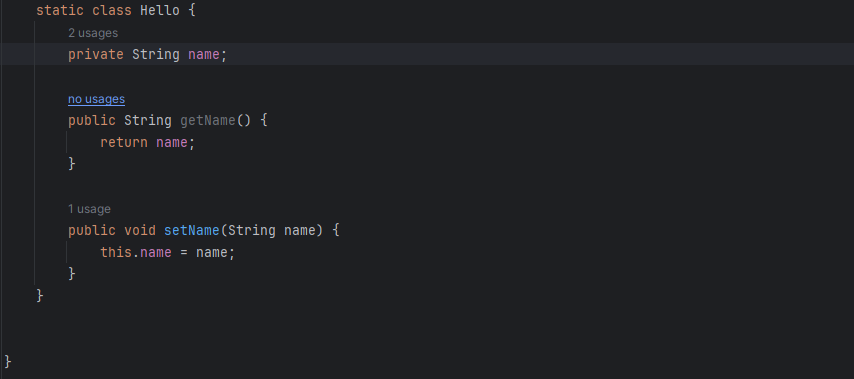 static class Hello {
2 usages
private String name;
no usages
public String getName() {
return name;
}
1 usage
public void setName(String name) {
this.name = name;
}
}
}